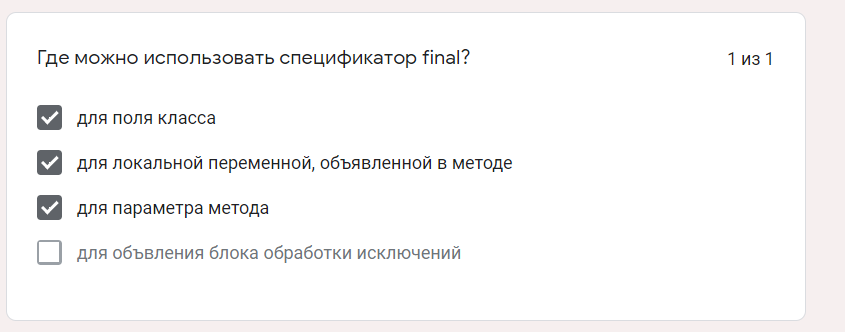 Где можно использовать спецификатор final?
1 из 1
для поля класса
для локальной переменной, объявленной в методе
для параметра метода
для объвления блока обработки исключений